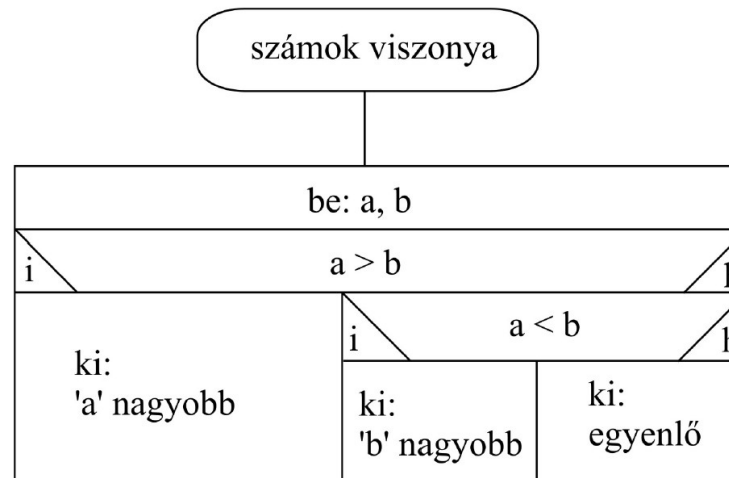 számok viszonya
be: a, b
i
a > b
i
a < b
ki:
'a' nagyobb
ki:
'b' nagyobb
ki:
egyenlő